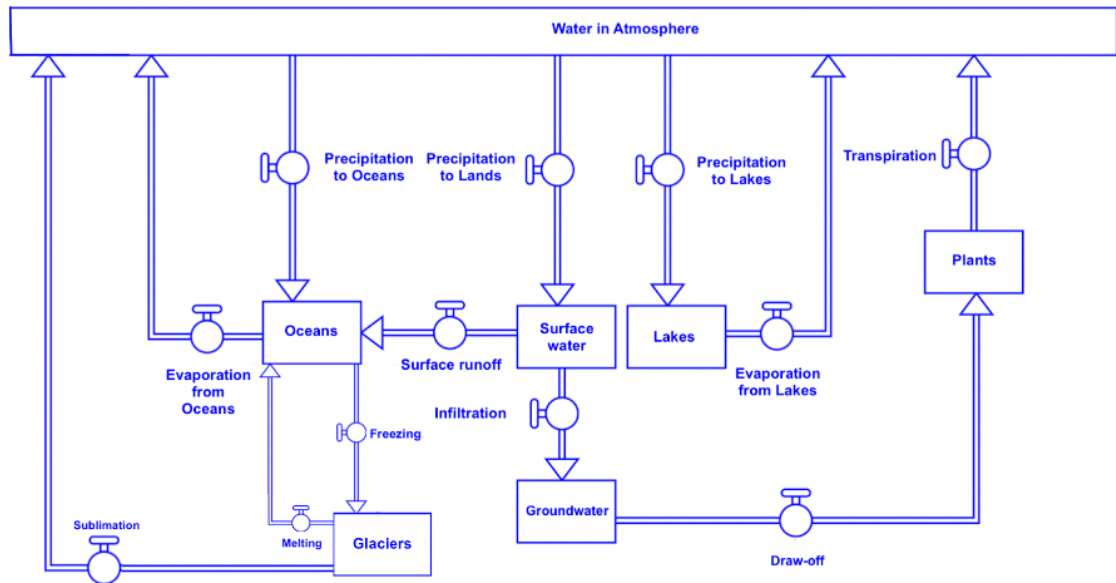 Water in Atmosphere
Precipitation
to Oceans
Precipitation
to Lands
Precipitation
to Lakes
Transpiration
Plants
Oceans
Surface
water
Lakes
Evaporation
from
Oceans
Surface runoff
Evaporation
from Lakes
Infiltration
Freezing
Groundwater
Sublimation
Melting
Glaciers
Draw-off